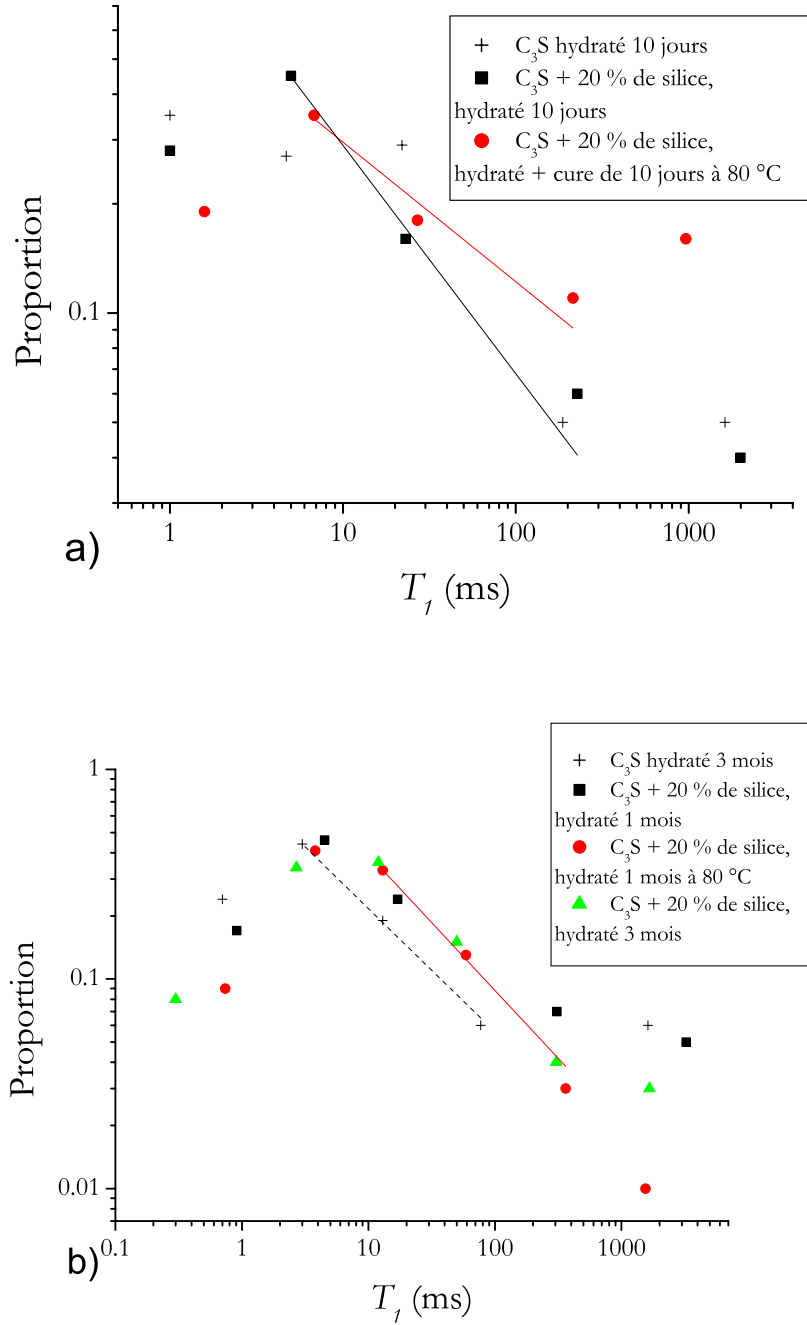 C3S hydraté 10 jours
C3S + 20 % de silice,
hydraté 10 jours
C3S + 20 % de silice,
hydraté + cure de 10 jours à 80 °C
Proportion
0.1
1 10 100 1000
a)
T1 (ms)
C3S hydraté 3 mois
C3S + 20 % de silice,
hydraté 1 mois
C3S + 20 % de silice,
hydraté 1 mois à 80 °C
C3S + 20 % de silice,
hydraté 3 mois
Proportion
1
0.1
0.01
0.1 1 10 100 1000
b)
T1 (ms)